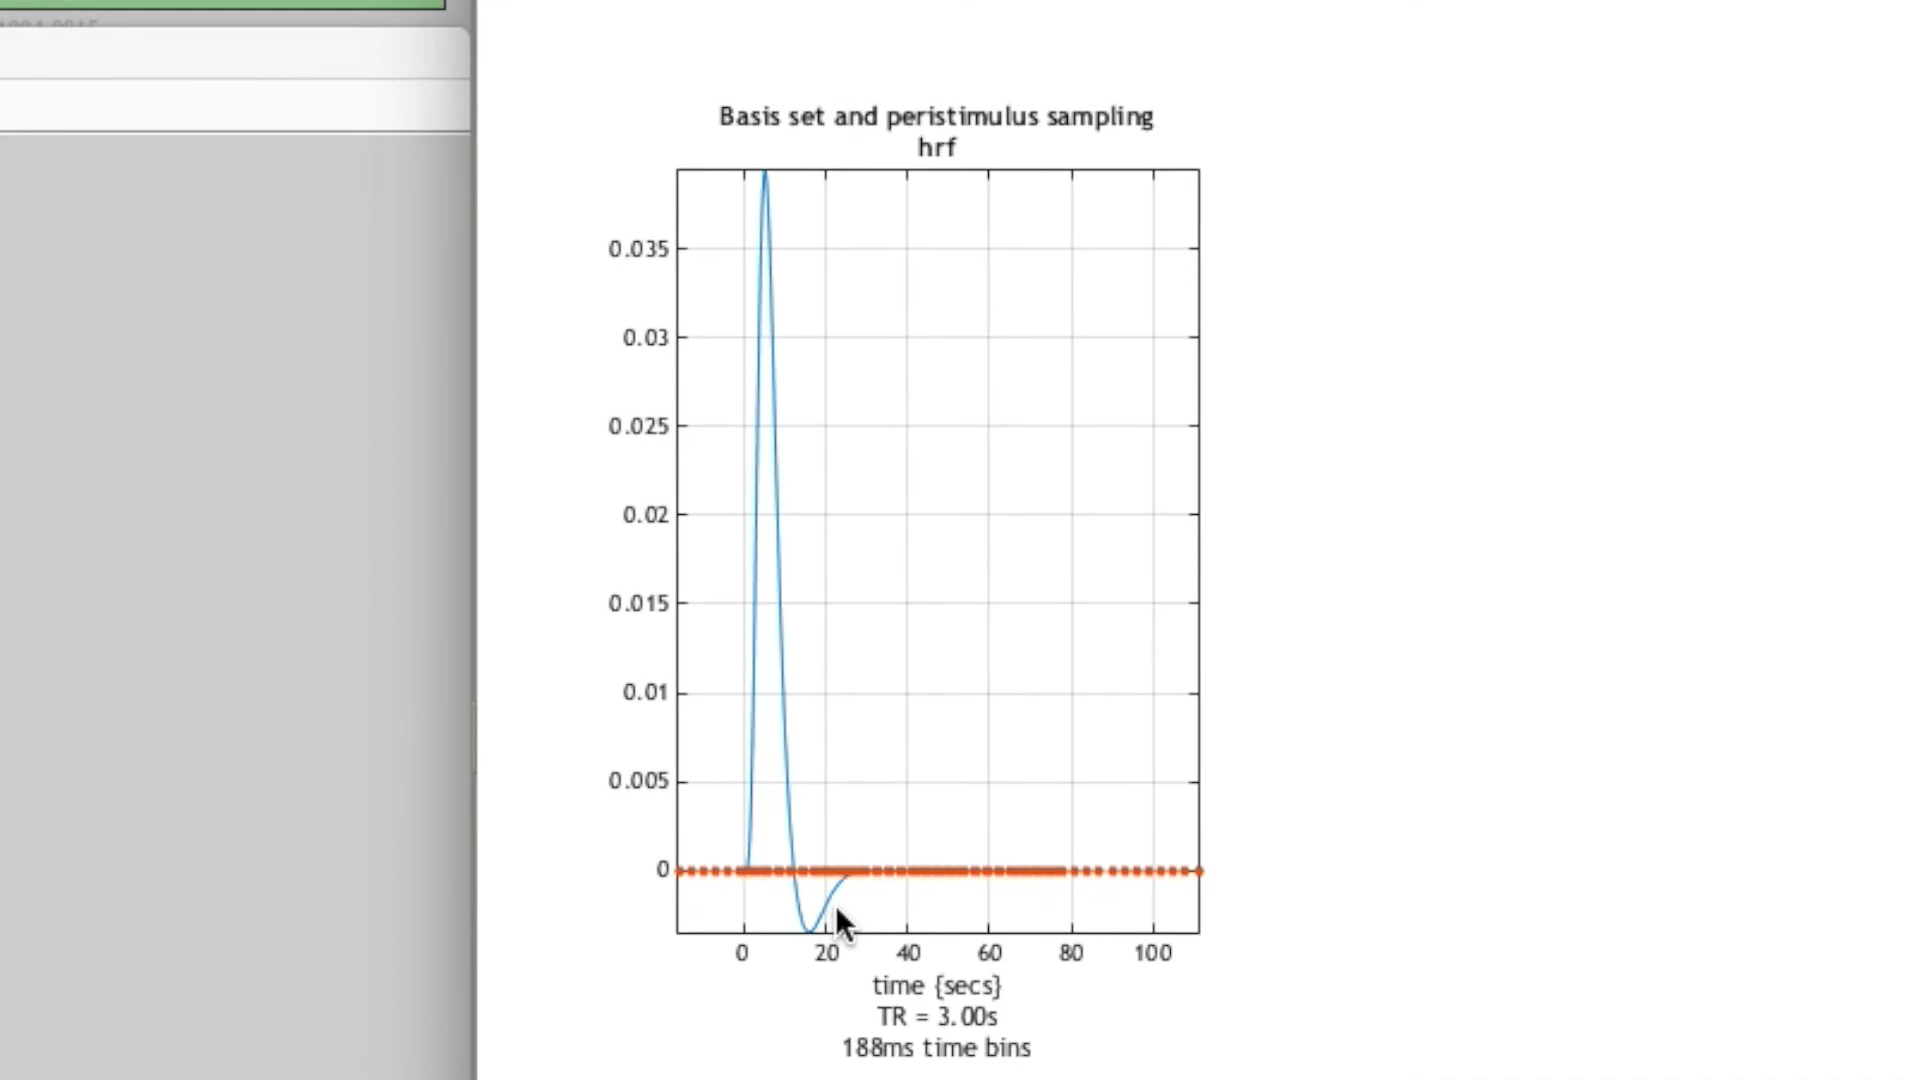 Basis set and peristimulus sampling
hrf
0.035
0.03
0.025
0.02
0.015
0.01
0.005
0
0 20 40 60 80 100
time {secs}
TR = 3.00s
188ms time bins